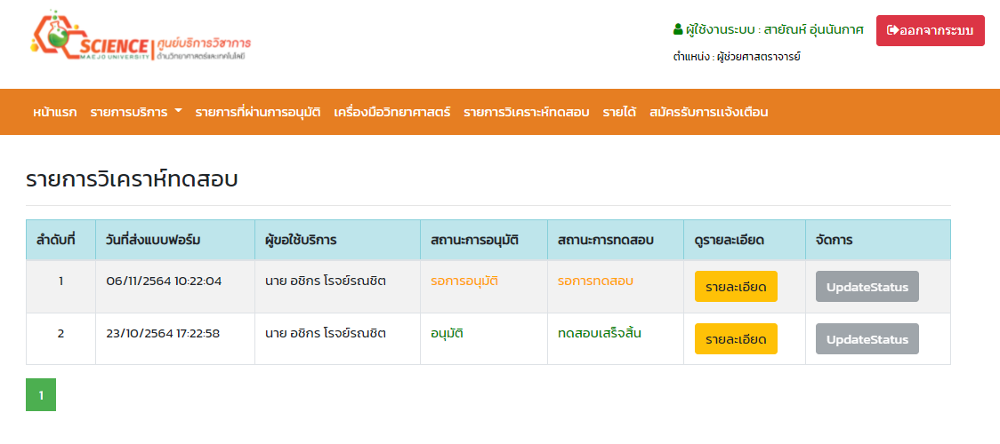 SCIENCE
MAEJO UNIVERSITY
ศูนย์บริการวิชาการ
ด้านวิทยาศาสตร์และเทคโนโลยี
ผู้ใช้งานระบบ : สายัณห์ อุ่นนันกาศ
ออกจากระบบ
ตำแหน่ง : ผู้ช่วยศาสตราจารย์
หน้าแรก รายการบริการ รายการที่ผ่านการอนุมัติ เครื่องมือวิทยาศาสตร์ รายการวิเคราะห์ทดสอบ รายได้ สมัครรับการแจ้งเตือน
รายการวิเคราห์ทดสอบ
ลำดับที่ วันที่ส่งแบบฟอร์ม ผู้ขอใช้บริการ สถานะการอนุมัติ สถานะการทดสอบ ดูรายละเอียด จัดการ
1 06/11/2564 10:22:04 นาย อชิกร โรจย์รณชิต รอการอนุมัติ รอการทดสอบ รายละเอียด UpdateStatus
2 23/10/2564 17:22:58 นาย อชิกร โรจย์รณชิต อนุมัติ ทดสอบเสร็จสิ้น รายละเอียด UpdateStatus
1